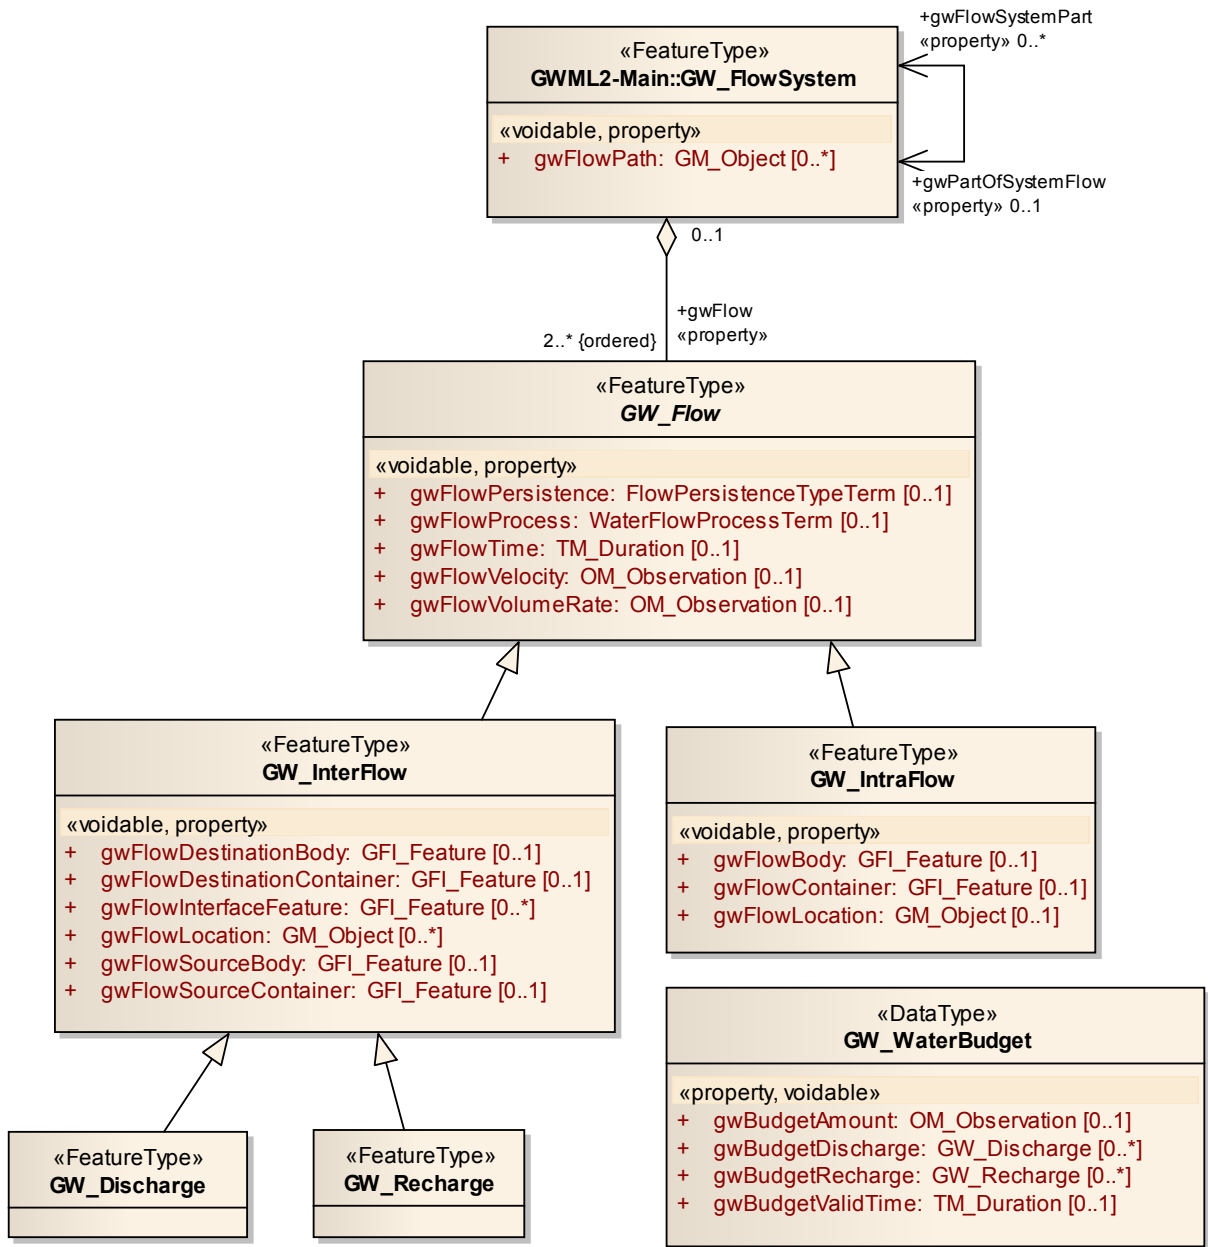 +gwFlowSystemPart
«property» 0..*
«FeatureType»
GWML2-Main::GW_FlowSystem
«voidable, property»
+ gwFlowPath: GM_Object [0..*]
+gwPartOfSystemFlow
«property» 0..1
0..1
+gwFlow
«property»
2..* {ordered}
«FeatureType»
GW_Flow
«voidable, property»
+ gwFlowPersistence: FlowPersistenceTypeTerm [0..1]
+ gwFlowProcess: WaterFlowProcessTerm [0..1]
+ gwFlowTime: TM_Duration [0..1]
+ gwFlowVelocity: OM_Observation [0..1]
+ gwFlowVolumeRate: OM_Observation [0..1]
«FeatureType»
GW_InterFlow
«voidable, property»
+ gwFlowDestinationBody: GFI_Feature [0..1]
+ gwFlowDestinationContainer: GFI_Feature [0..1]
+ gwFlowInterfaceFeature: GFI_Feature [0..*]
+ gwFlowLocation: GM_Object [0..*]
+ gwFlowSourceBody: GFI_Feature [0..1]
+ gwFlowSourceContainer: GFI_Feature [0..1]
«FeatureType»
GW_IntraFlow
«voidable, property»
+ gwFlowBody: GFI_Feature [0..1]
+ gwFlowContainer: GFI_Feature [0..1]
+ gwFlowLocation: GM_Object [0..1]
«DataType»
GW_WaterBudget
«property, voidable»
+ gwBudgetAmount: OM_Observation [0..1]
+ gwBudgetDischarge: GW_Discharge [0..*]
+ gwBudgetRecharge: GW_Recharge [0..*]
+ gwBudgetValidTime: TM_Duration [0..1]
«FeatureType»
GW_Discharge
«FeatureType»
GW_Recharge